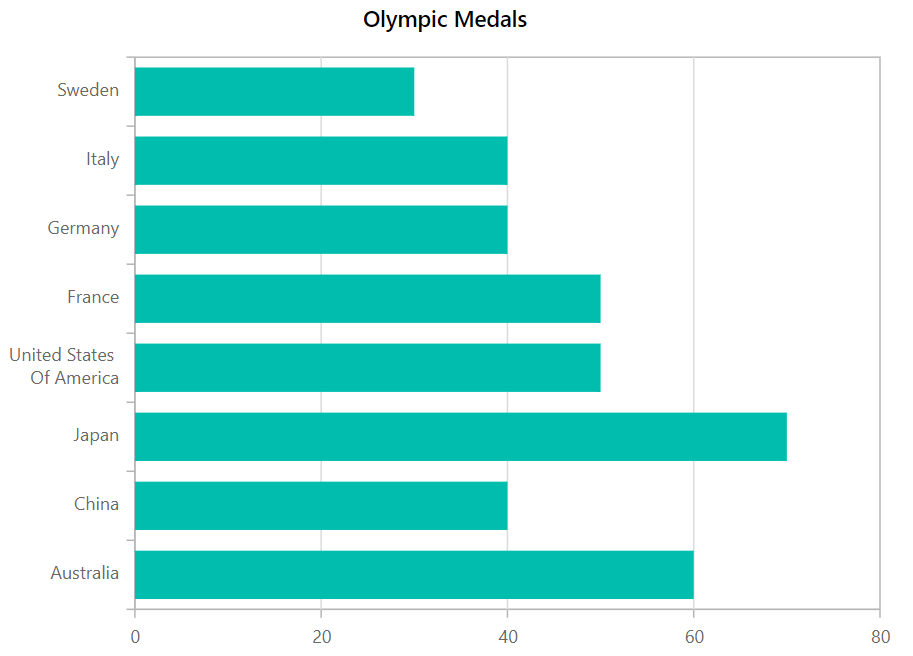 Olympic Medals
Sweden
Italy
Germany
France
United States
Of America
Japan
China
Australia
0 20 40 60 80